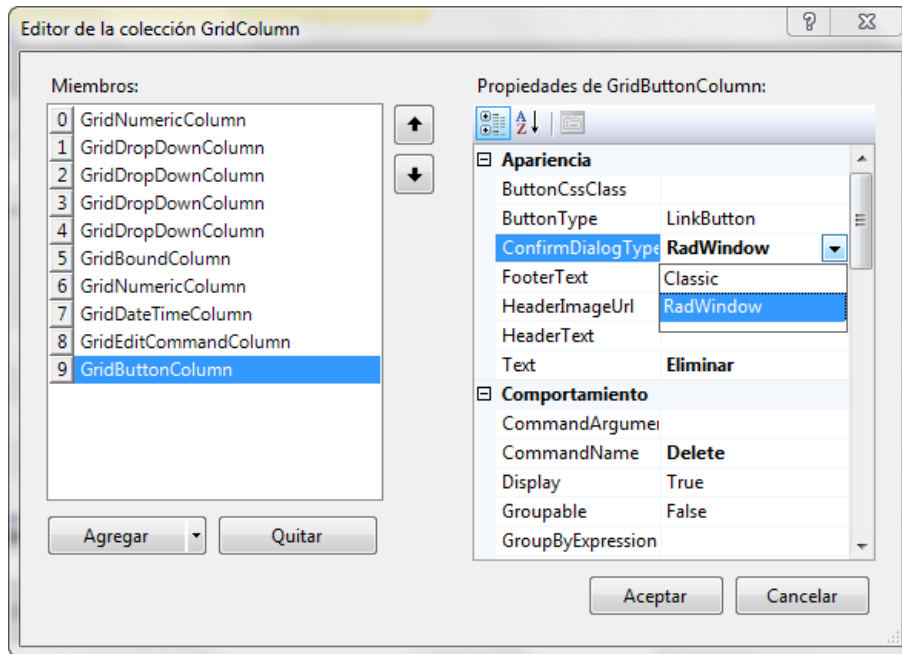 Editor de la colección GridColumn
Miembros:
0 GridNumericColumn
1 GridDropDownColumn
2 GridDropDownColumn
3 GridDropDownColumn
4 GridDropDownColumn
5 GridBoundColumn
6 GridNumericColumn
7 GridDateTimeColumn
8 GridEditCommandColumn
9 GridButtonColumn
Agregar
Quitar
Propiedades de GridButtonColumn:
Apariencia
ButtonCssClass
ButtonType LinkButton
ConfirmDialogType RadWindow
FooterText Classic
HeaderImageUrl RadWindow
HeaderText
Text Eliminar
Comportamiento
CommandArgumen
CommandName Delete
Display True
Groupable False
GroupByExpression
Aceptar
Cancelar